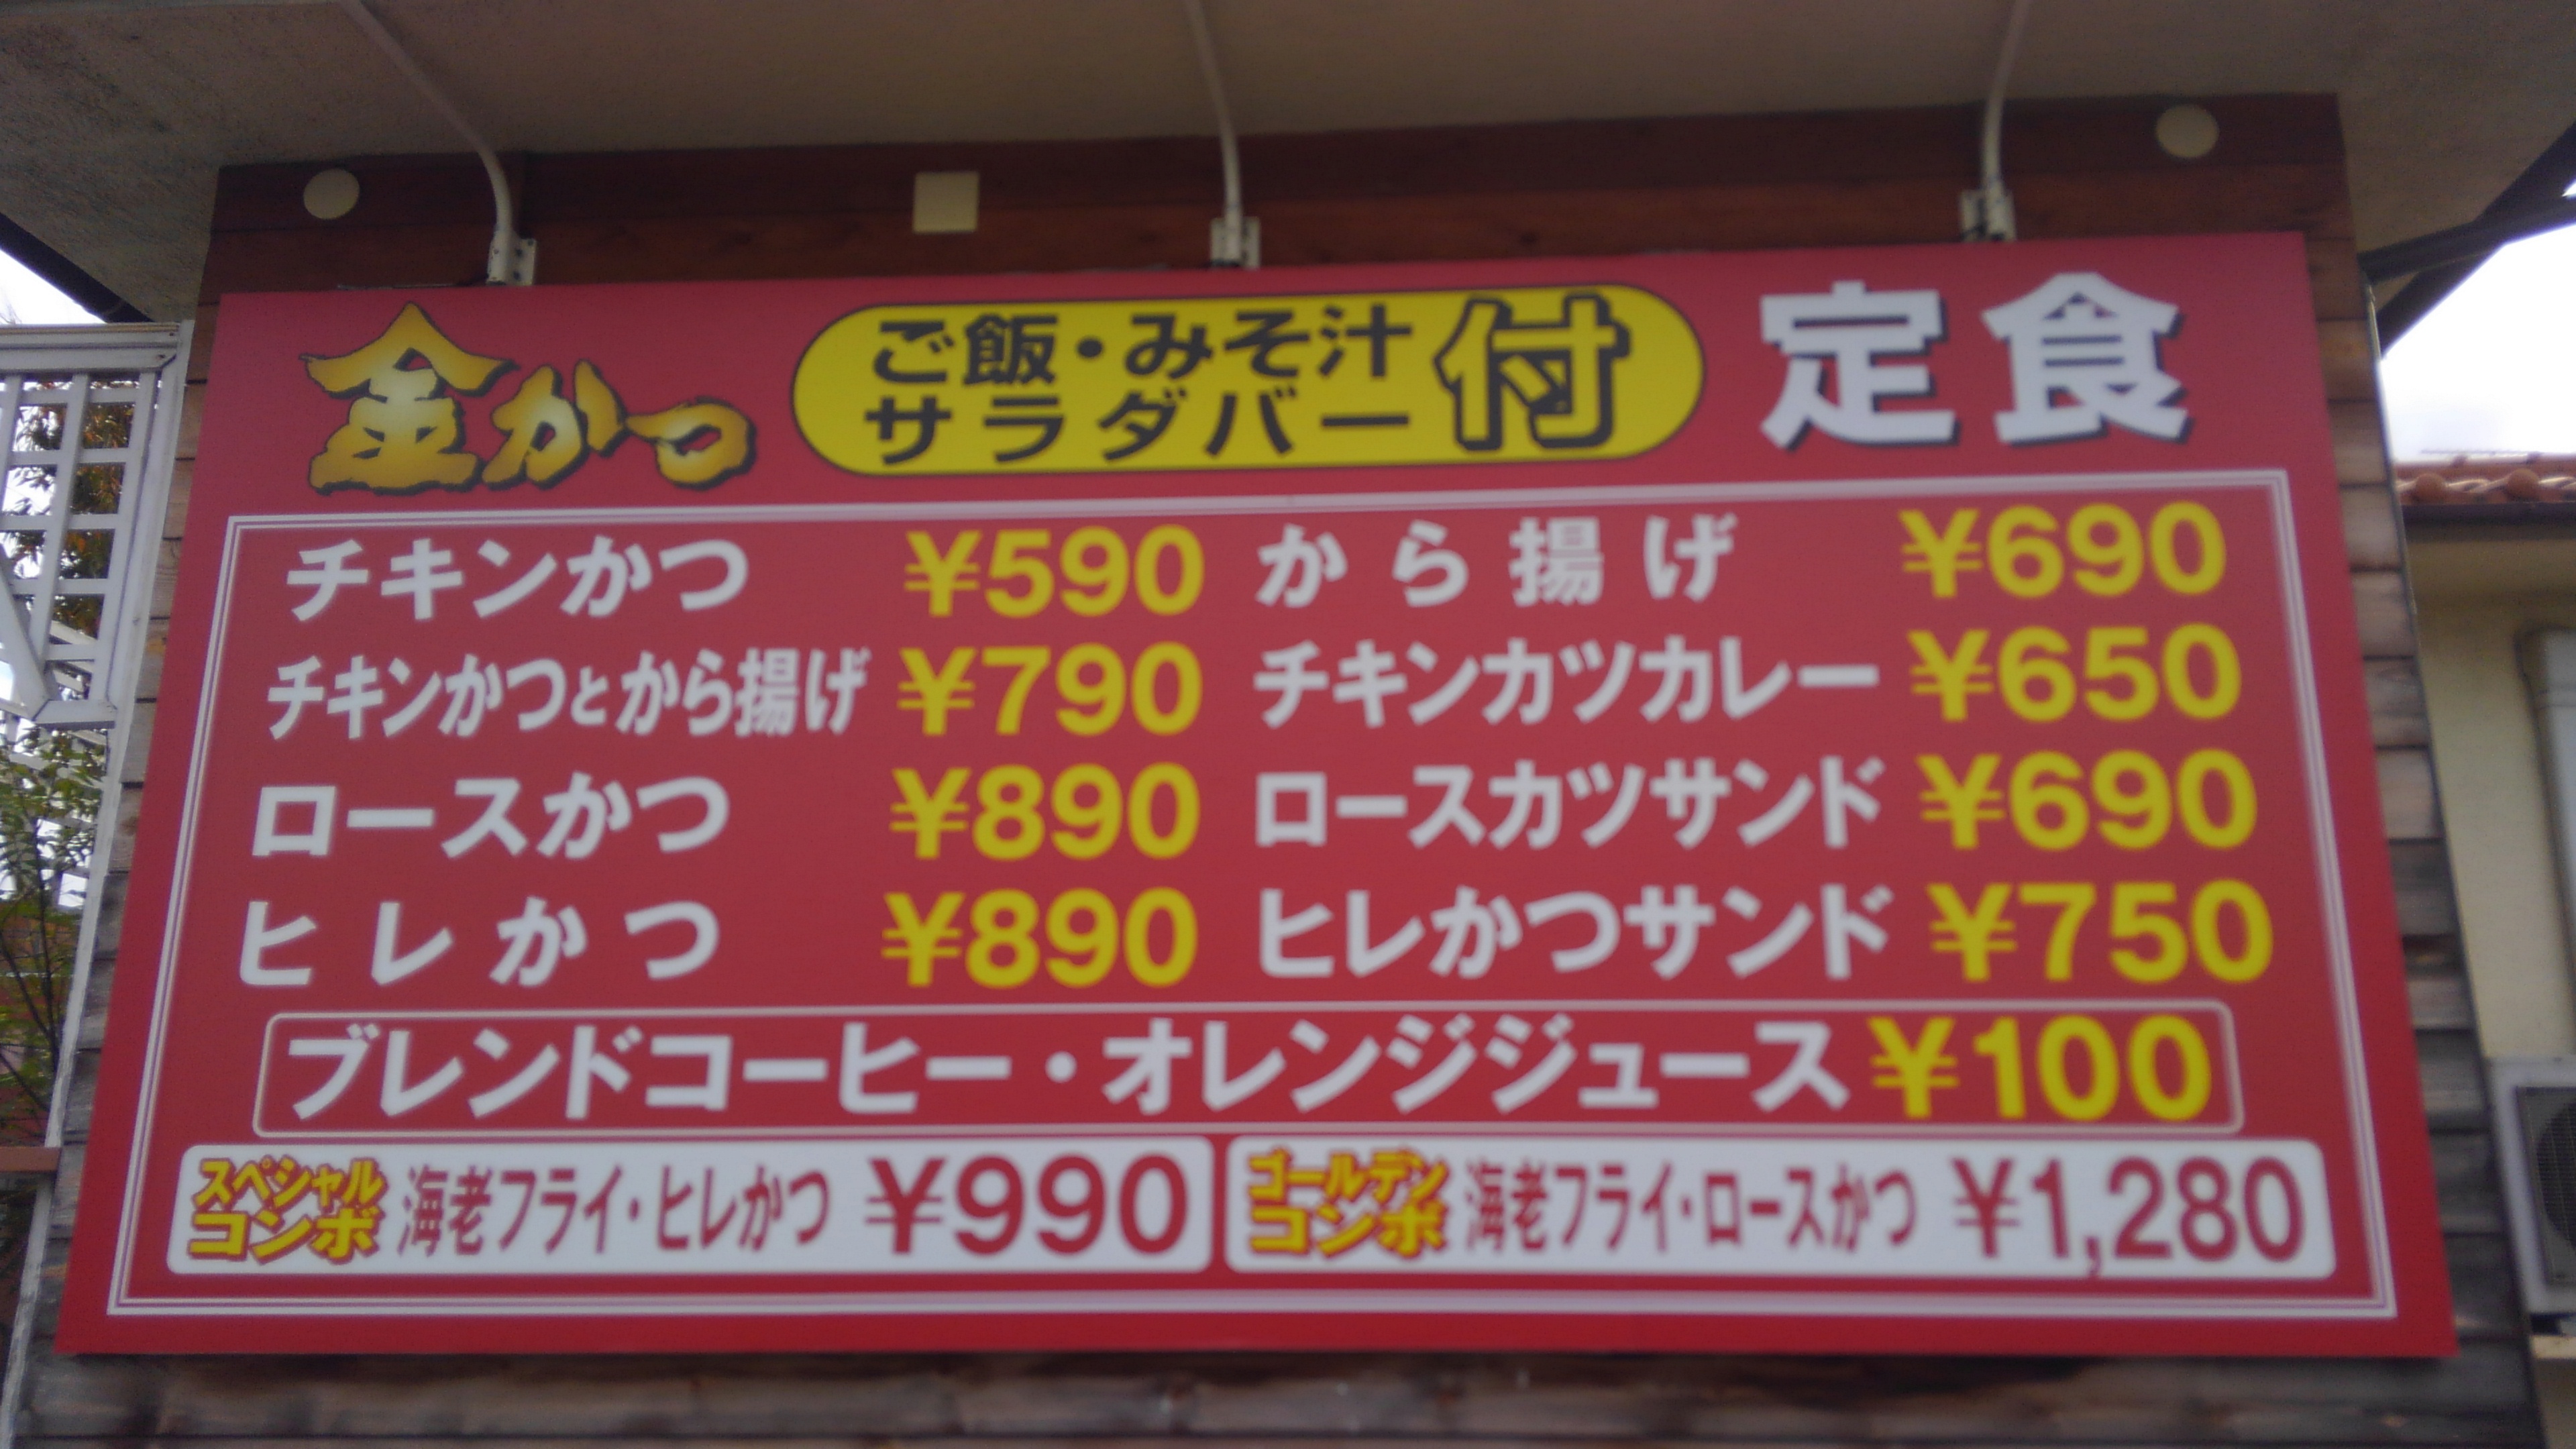 金かつ
ご飯・みそ汁
サラダバー付
定食
チキンかつ ¥590
から揚げ ¥690
チキンかつとから揚げ ¥790
チキンカツカレー ¥650
ロースかつ ¥890
ロースカツサンド ¥690
ヒレかつ ¥890
ヒレかつサンド ¥750
ブレンドコーヒー・オレンジジュース ¥100
スペシャル
コンボ 海老フライ・ヒレかつ ¥990
ゴールデン
コンボ 海老フライ・ロースかつ ¥1,280